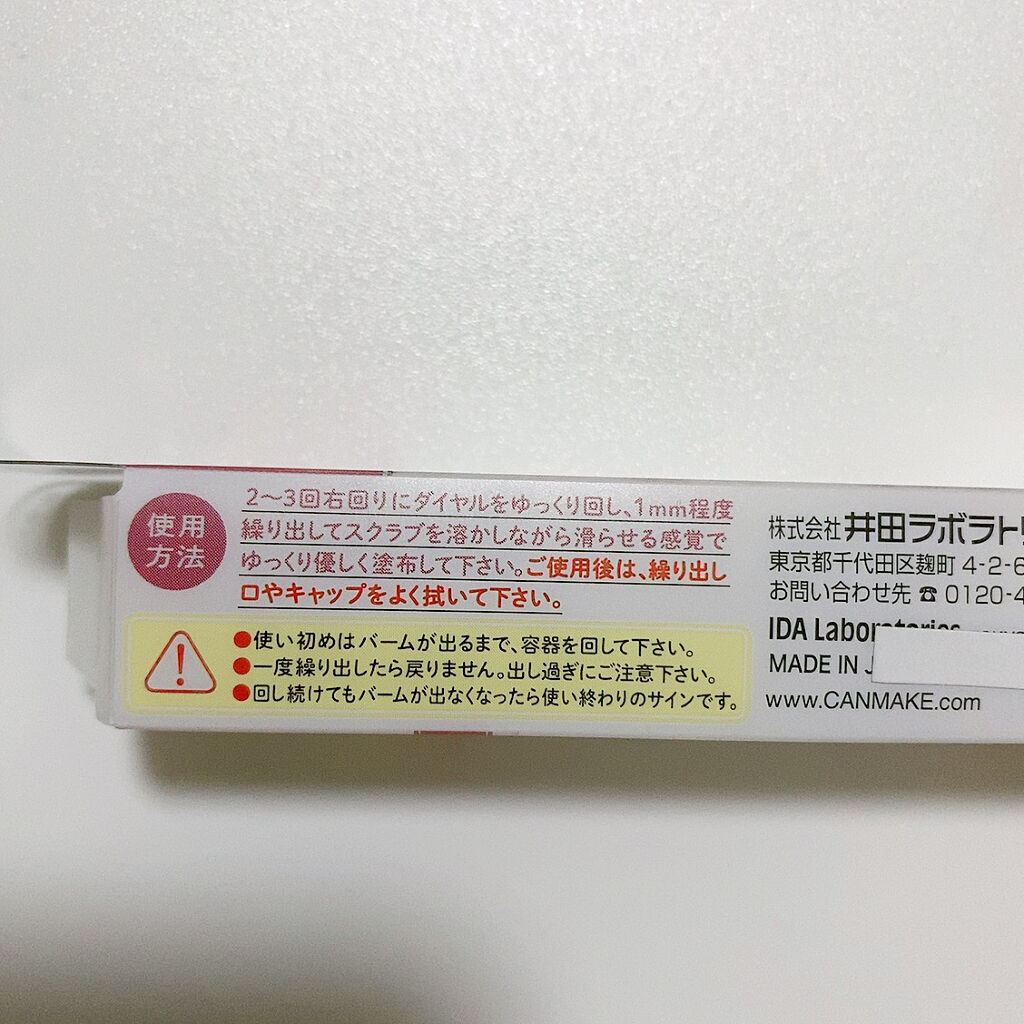 使用
方法
2〜3回右回りにダイヤルをゆっくり回し、1mm程度
繰り出してスクラブを溶かしながら滑らせる感覚で
ゆっくり優しく塗布して下さい。ご使用後は、繰り出し
口やキャップをよく拭いて下さい。
●使い初めはバームが出るまで、容器を回して下さい。
●一度繰り出したら戻りません。出し過ぎにご注意下さい。
●回し続けてもバームが出なくなったら使い終わりのサインです。
株式会社 井田ラボラト
東京都千代田区麹町 4-2-6
お問い合わせ先 ☎ 0120-4
IDA Laboratories
MADE IN J
www.CANMAKE.com